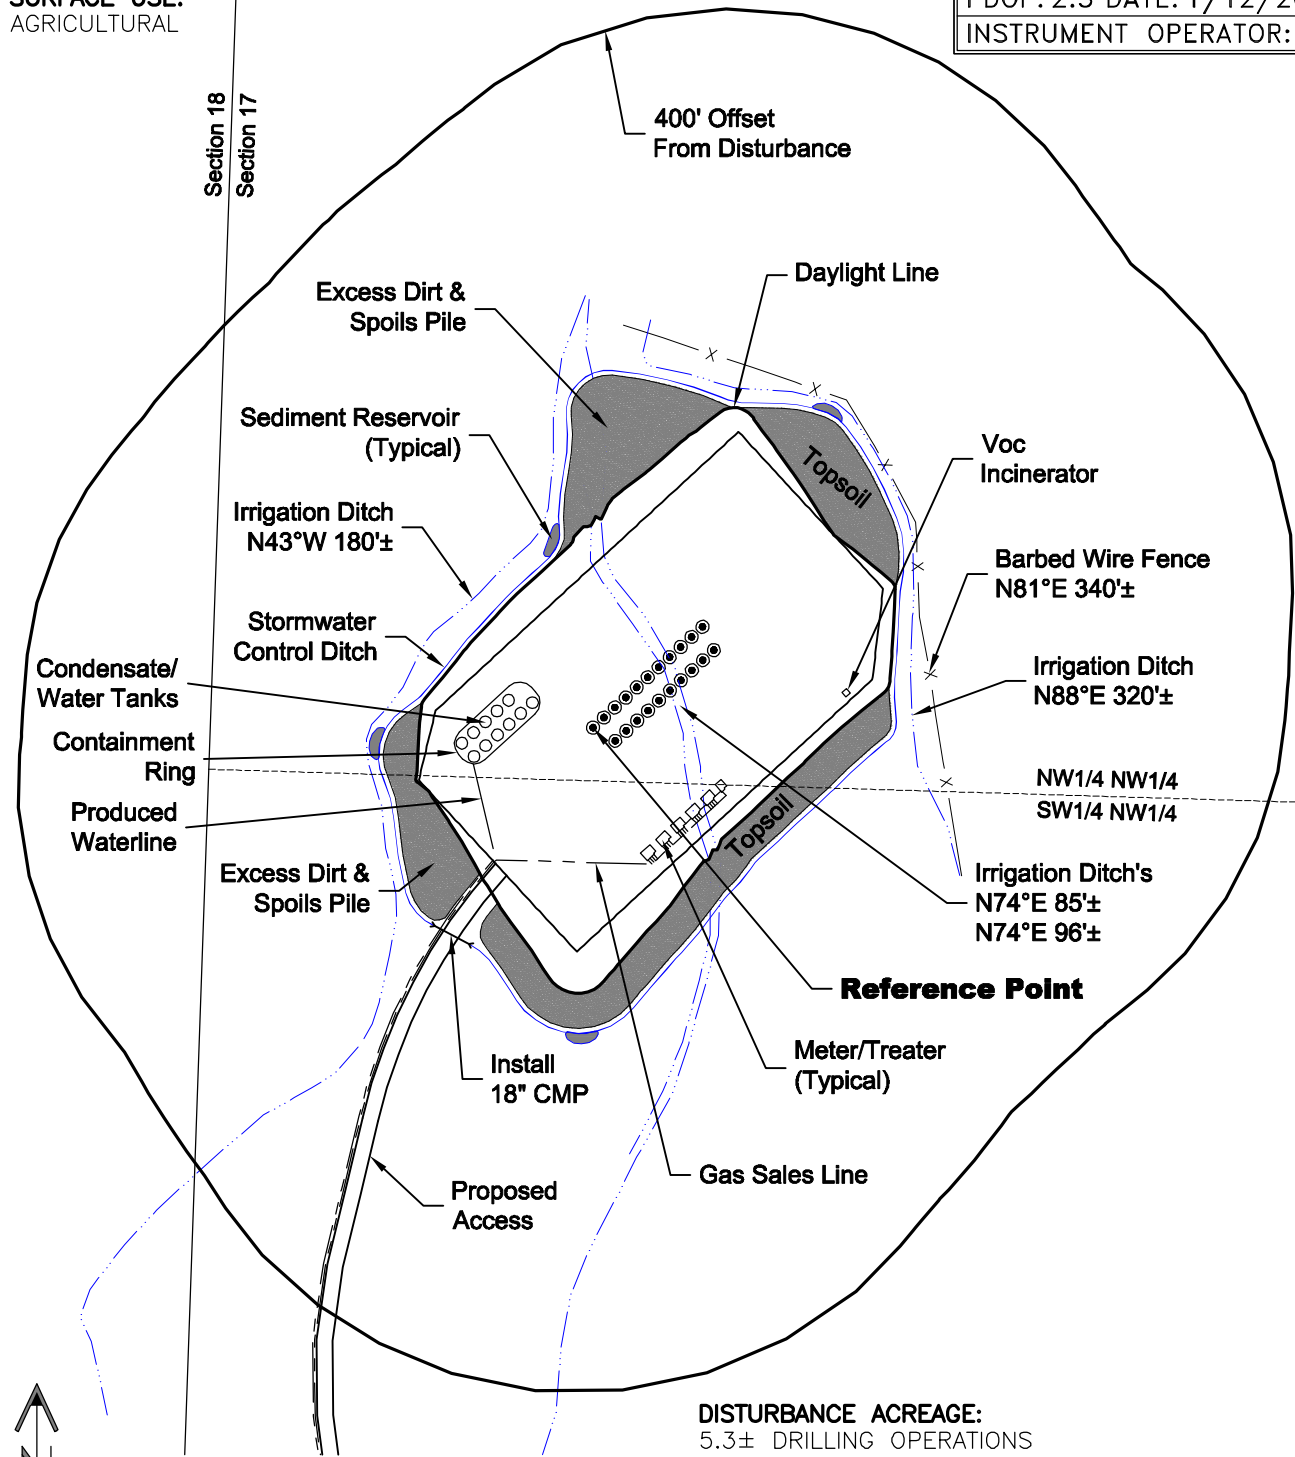 SURFACE USE:
AGRICULTURAL
INSTRUMENT OPERATOR:
Section 18
Section 17
400' Offset
From Disturbance
Daylight Line
Excess Dirt &
Spoils Pile
Sediment Reservoir
(Typical)
Topsoil
Voc
Incinerator
Irrigation Ditch
N43°W 180'±
Barbed Wire Fence
N81°E 340'±
Stormwater
Control Ditch
Condensate/
Water Tanks
Irrigation Ditch
N88°E 320'±
Containment
Ring
NW1/4 NW1/4
SW1/4 NW1/4
Produced
Waterline
Topsoil
Excess Dirt &
Spoils Pile
Irrigation Ditch's
N74°E 85'±
N74°E 96'±
Reference Point
Install
18" CMP
Meter/Treater
(Typical)
Gas Sales Line
Proposed
Access
DISTURBANCE ACREAGE:
5.3± DRILLING OPERATIONS